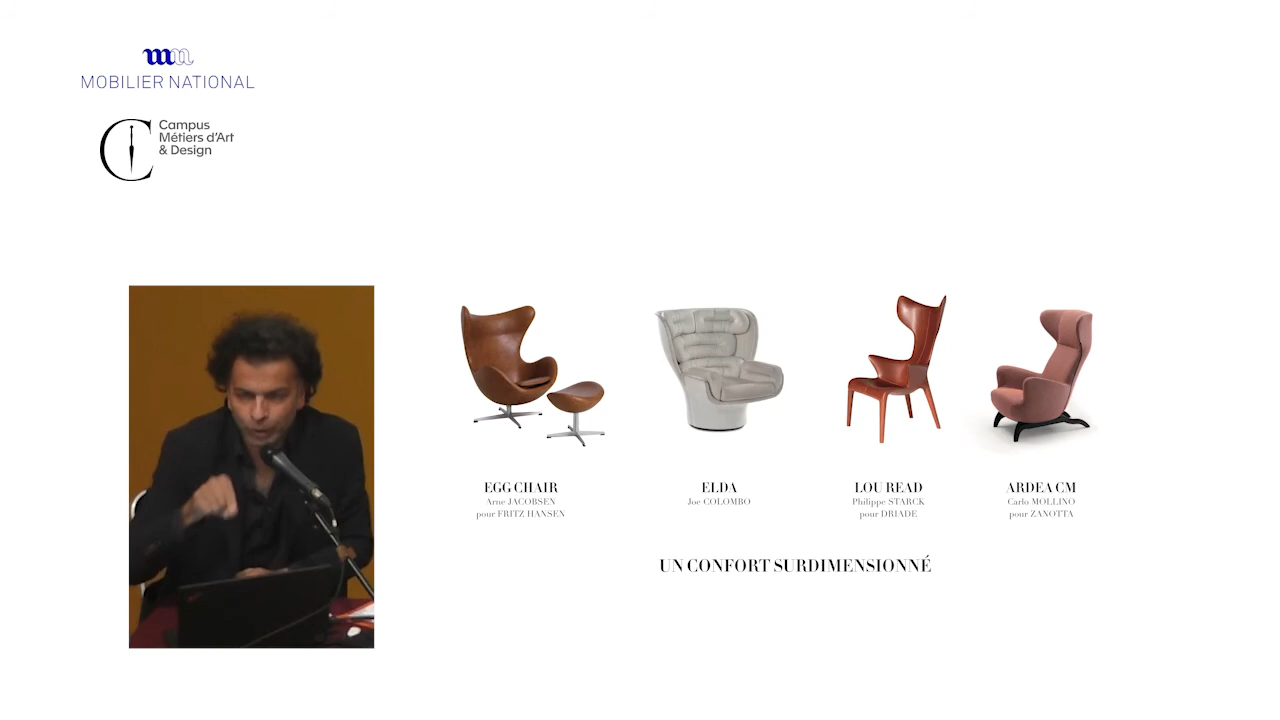 MOBILIER NATIONAL
Campus
Métiers d'Art
& Design
EGG CHAIR
Arne JACOBSEN
pour FRITZ HANSEN
ELDA
Joe COLOMBO
LOU READ
Philippe STARCK
pour DRIADE
ARDEA CM
Carlo MOLLINO
pour ZANOTTA
UN CONFORT SURDIMENSIONNÉ